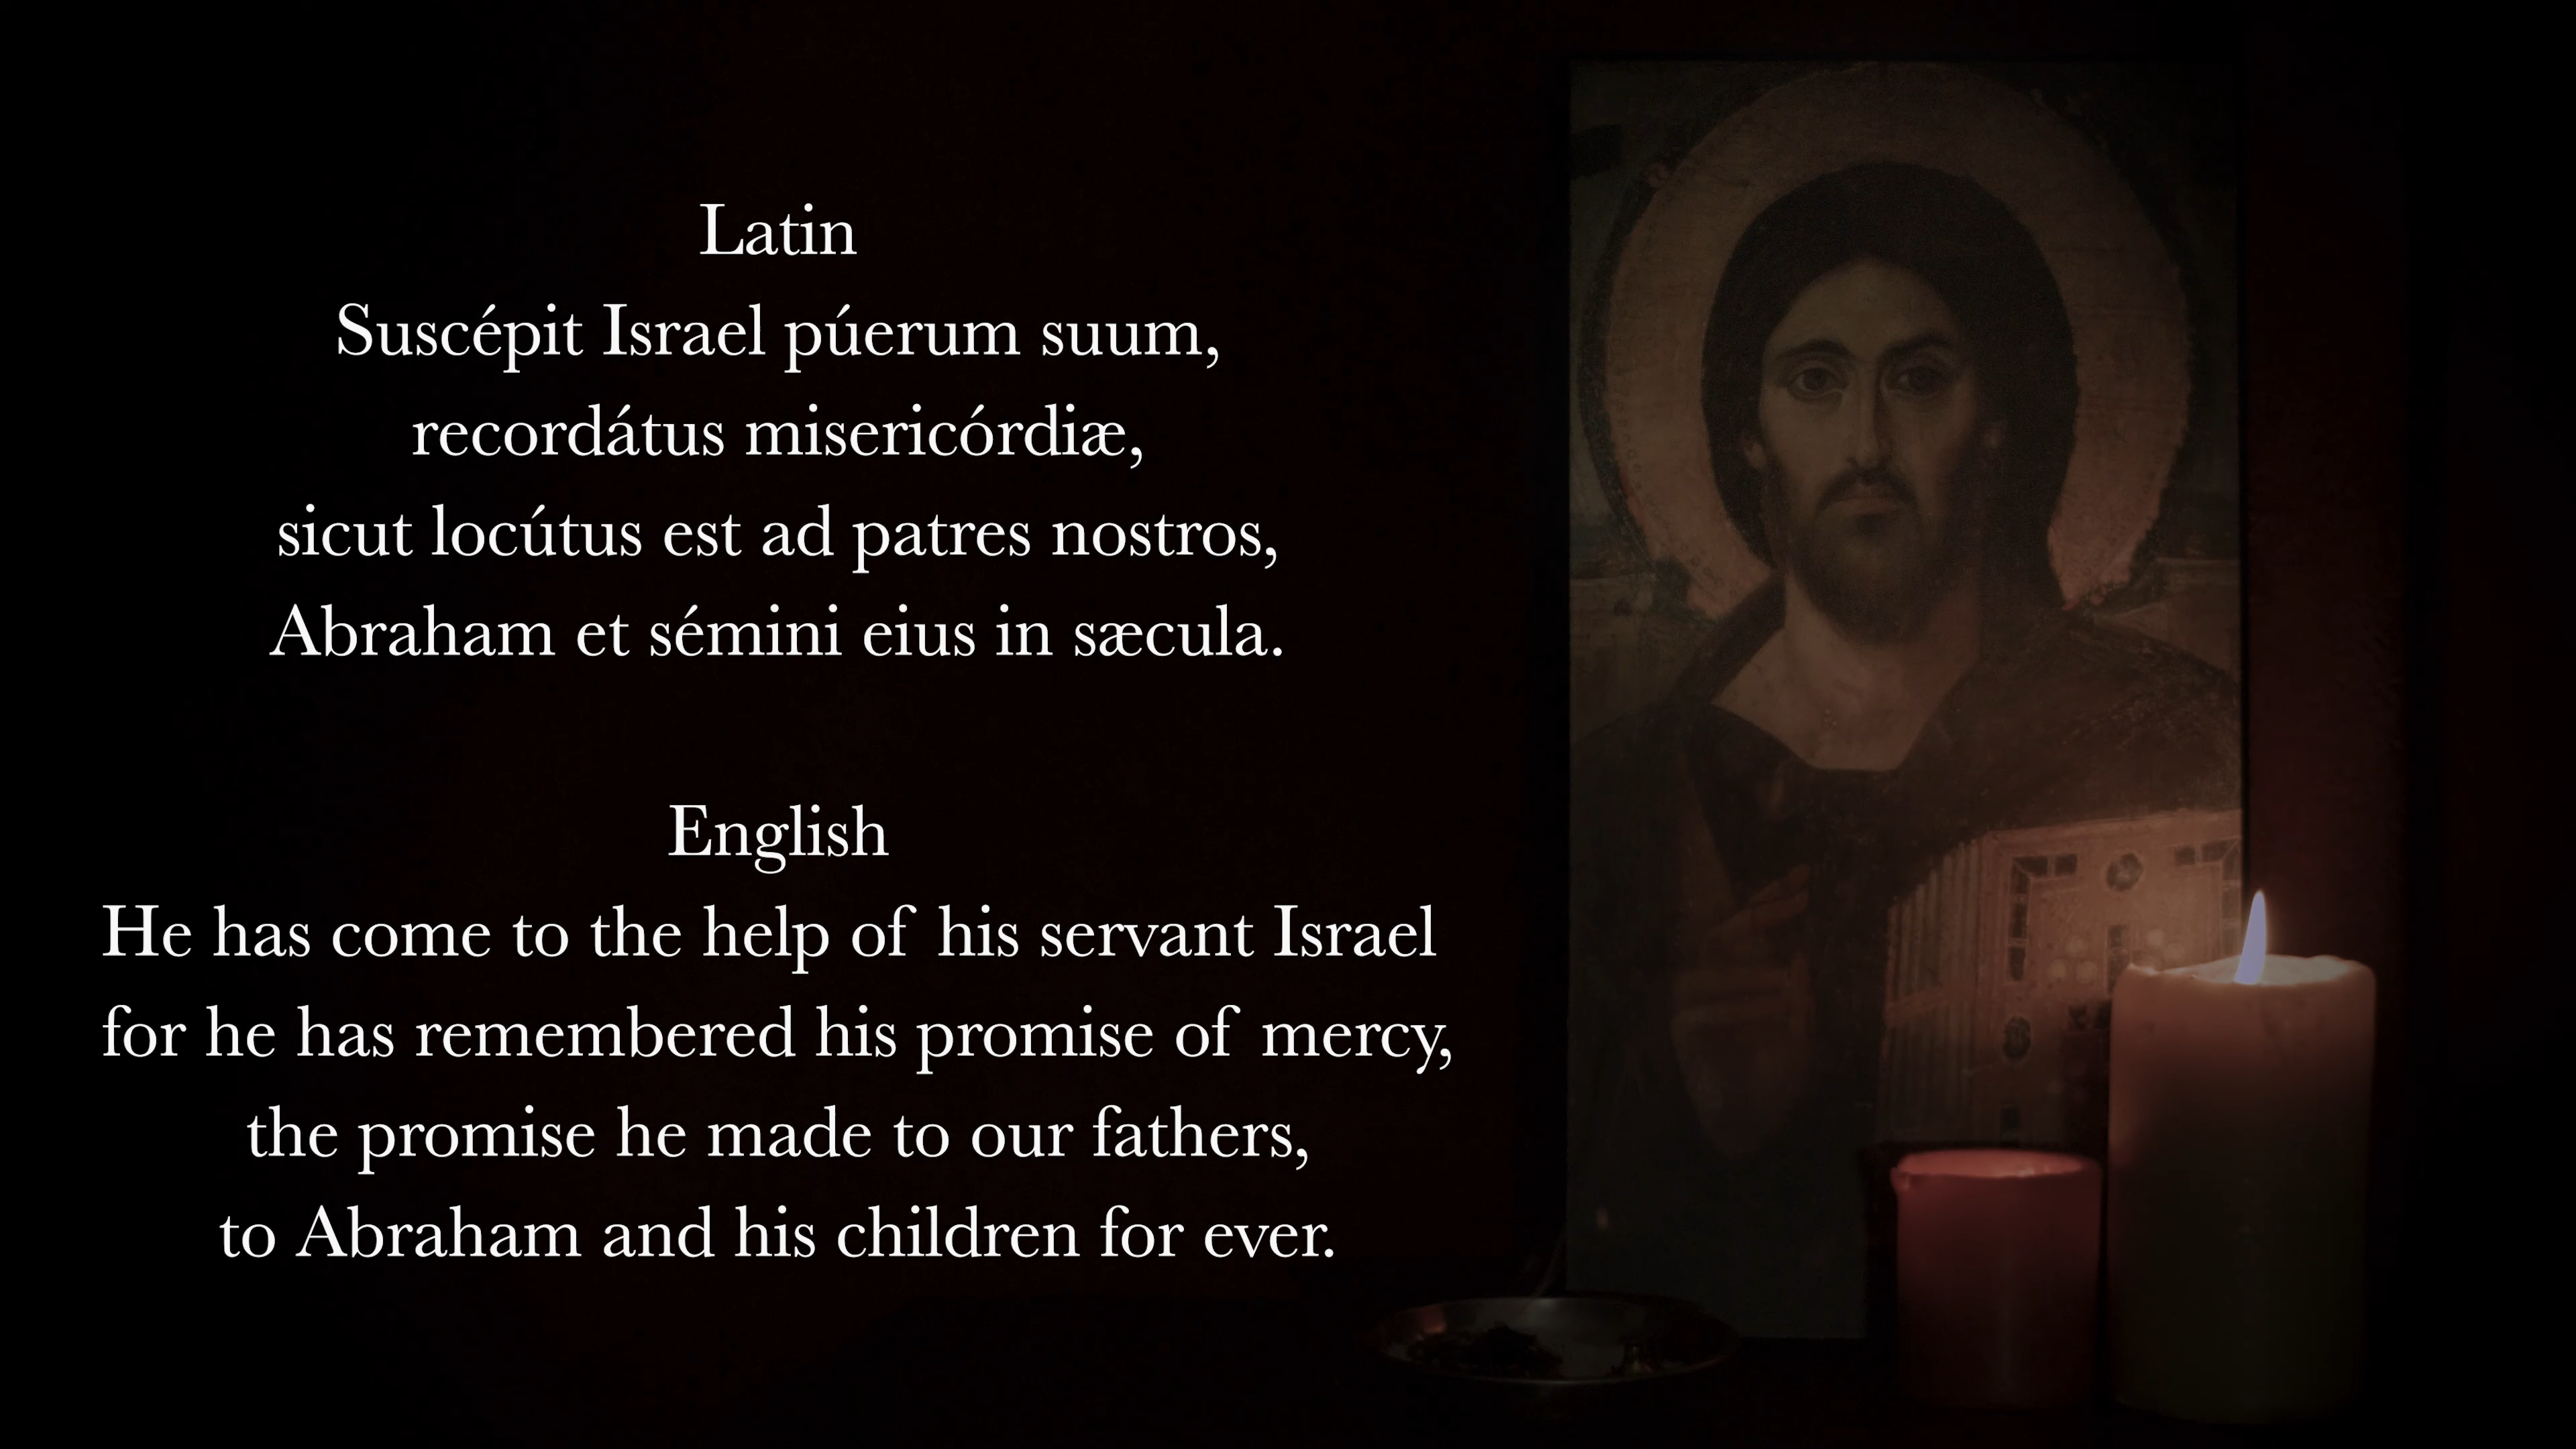 Latin
Suscépit Israel púerum suum,
recordátus misericórdiæ,
sicut locútus est ad patres nostros,
Abraham et sémini eius in sæcula.
English
He has come to the help of his servant Israel
for he has remembered his promise of mercy,
the promise he made to our fathers,
to Abraham and his children for ever.